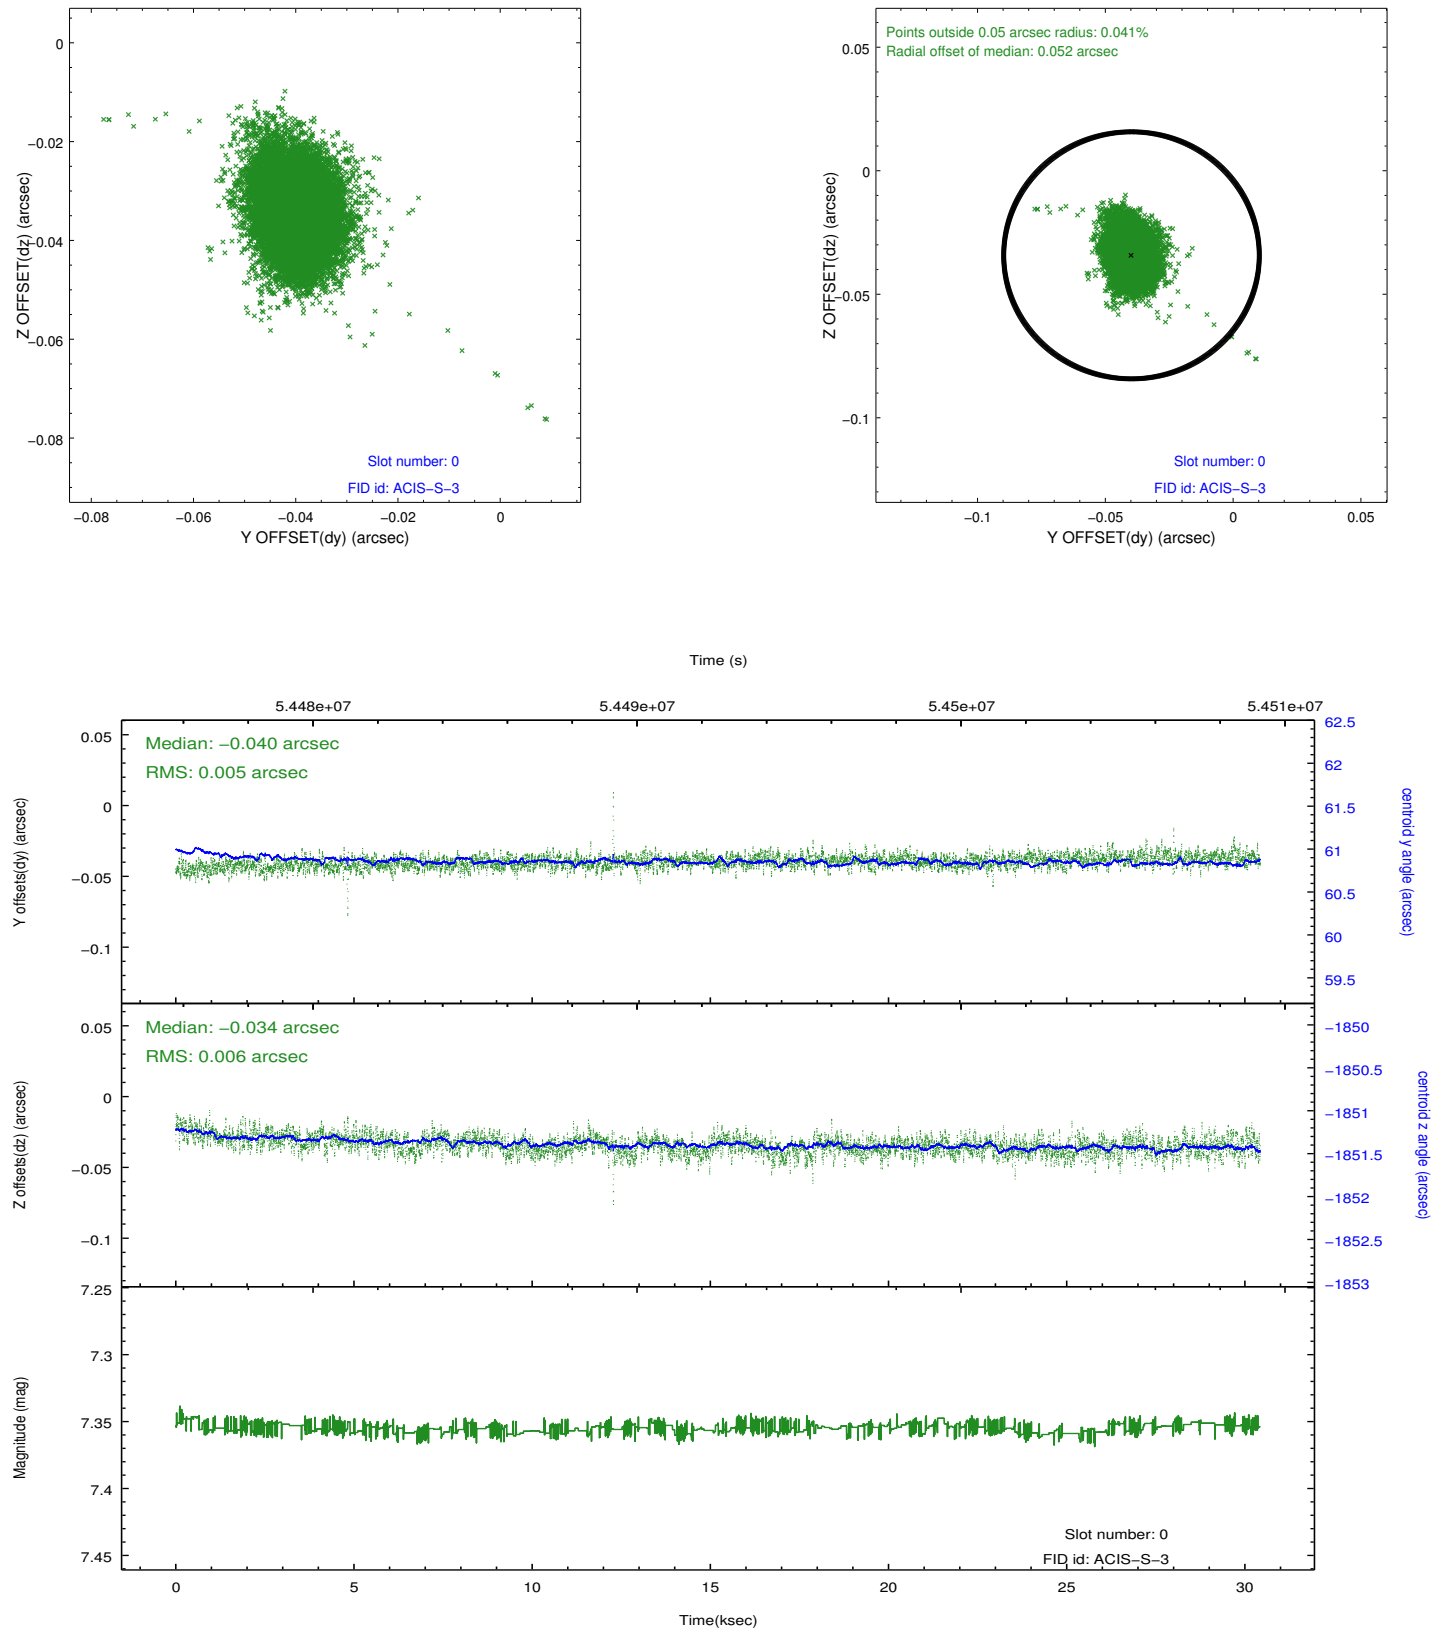 0
−0.02
−0.04
−0.06
−0.08
Z OFFSET(dz) (arcsec)
Slot number: 0
FID id: ACIS−S−3
−0.08
−0.06
−0.04
−0.02
0
Y OFFSET(dy) (arcsec)
Points outside 0.05 arcsec radius: 0.041%
Radial offset of median: 0.052 arcsec
0.05
0
−0.05
−0.1
Z OFFSET(dz) (arcsec)
Slot number: 0
FID id: ACIS−S−3
−0.1
−0.05
0
0.05
Y OFFSET(dy) (arcsec)
Time (s)
5.448e+07
5.449e+07
5.45e+07
5.451e+07
Median: −0.040 arcsec
RMS: 0.005 arcsec
0.05
0
−0.05
−0.1
Y offsets(dy) (arcsec)
62.5
62
61.5
61
60.5
60
59.5
centroid y angle (arcsec)
Median: −0.034 arcsec
RMS: 0.006 arcsec
0.05
0
−0.05
−0.1
Z offsets(dz) (arcsec)
−1850
−1850.5
−1851
−1851.5
−1852
−1852.5
−1853
centroid z angle (arcsec)
7.25
7.3
7.35
7.4
7.45
Magnitude (mag)
Slot number: 0
FID id: ACIS−S−3
0
5
10
15
20
25
30
Time(ksec)